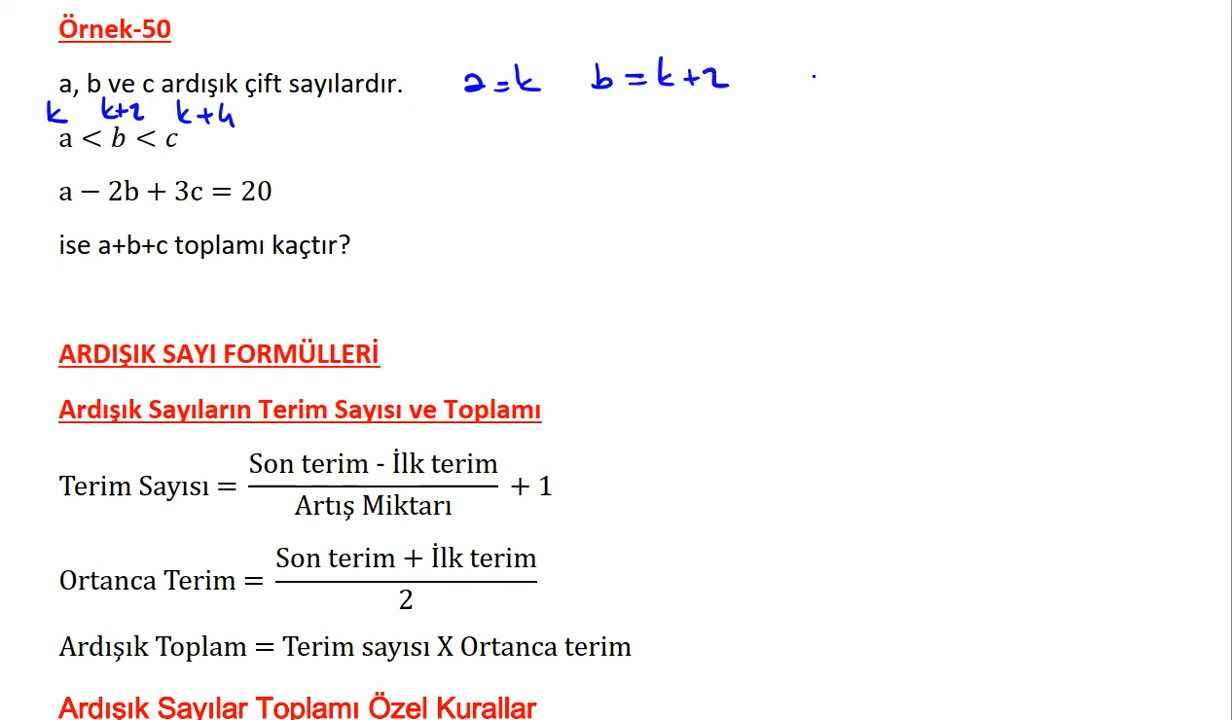 Örnek-50
a, b ve c ardışık çift sayılardır. a = k b = k+2
k k+2 k+4
a < b < c
a − 2b + 3c = 20
ise a+b+c toplamı kaçtır?
ARDIŞIK SAYI FORMÜLLERİ
Ardışık Sayıların Terim Sayısı ve Toplamı
Son terim - İlk terim
Terim Sayısı = + 1
Artış Miktarı
Son terim + İlk terim
Ortanca Terim =
2
Ardışık Toplam = Terim sayısı X Ortanca terim
Ardışık Sayılar Toplamı Özel Kurallar